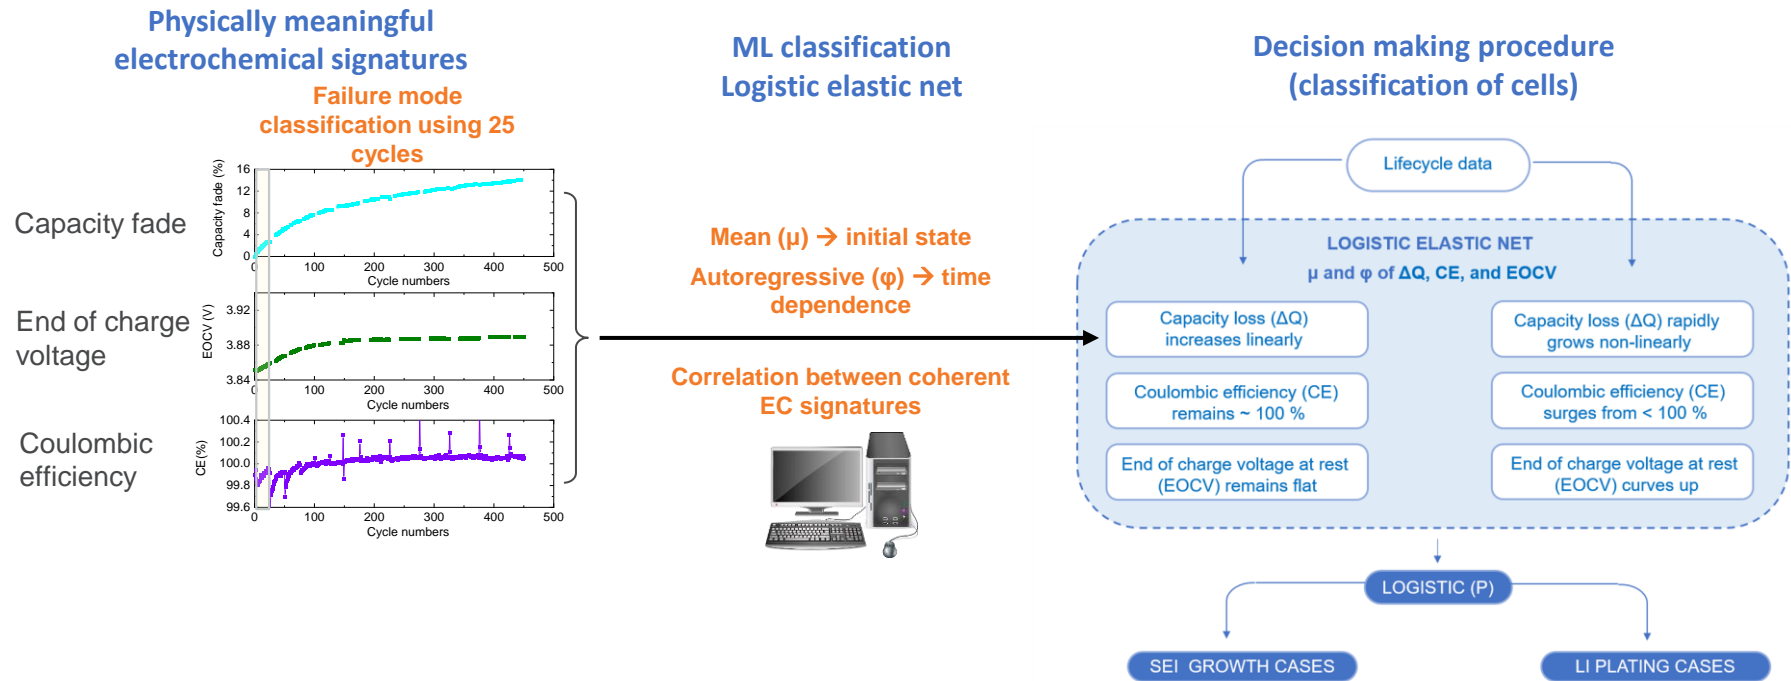 Physically meaningful
electrochemical signatures
ML classification
Logistic elastic net
Decision making procedure
(classification of cells)
Failure mode
classification using 25
cycles
Capacity fade
Capacity fade (%)
16
12
8
4
0
0
100
200
300
400
500
Cycle numbers
End of charge
voltage
EOCV (V)
3.92
3.88
3.84
0
100
200
300
400
500
Cycle numbers
Coulombic
efficiency
CE(%)
100.4
100.2
100.0
99.8
99.6
0
100
200
300
400
500
Cycle numbers
Mean (μ) → initial state
Autoregressive (φ) → time
dependence
Correlation between coherent
EC signatures
Lifecycle data
LOGISTIC ELASTIC NET
μ and φ of ΔQ, CE, and EOCV
Capacity loss (ΔQ)
increases linearly
Capacity loss (ΔQ) rapidly
grows non-linearly
Coulombic efficiency (CE)
remains ~ 100 %
Coulombic efficiency (CE)
surges from < 100 %
End of charge voltage at rest
(EOCV) remains flat
End of charge voltage at rest
(EOCV) curves up
LOGISTIC (P)
SEI GROWTH CASES
LI PLATING CASES